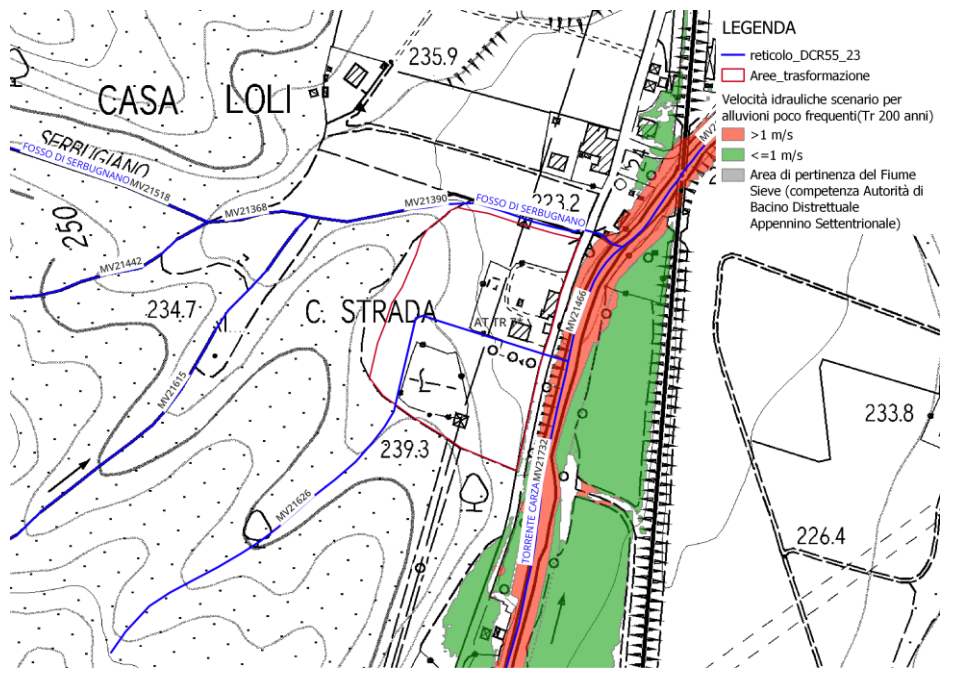 LEGENDA
reticolo_DCR55_23
Aree_trasformazione
Velocità idrauliche scenario per
alluvioni poco frequenti(Tr 200 anni)
>1 m/s
<=1 m/s
Area di pertinenza del Fiume
Sieve (competenza Autorità di
Bacino Distrettuale
Appennino Settentrionale)
235.9
CASA LOLI
SERBUGIANO
FOSSO DI SERBUGNANO
MV21518
MV21368
MV21390
FOSSO DI SERBUGNANO
223.2
250
MV21442
234.7
C. STRADA
AT TR
MV21466
MV21615
239.3
MV21732
233.8
MV21626
TORRENTE CARZA
226.4